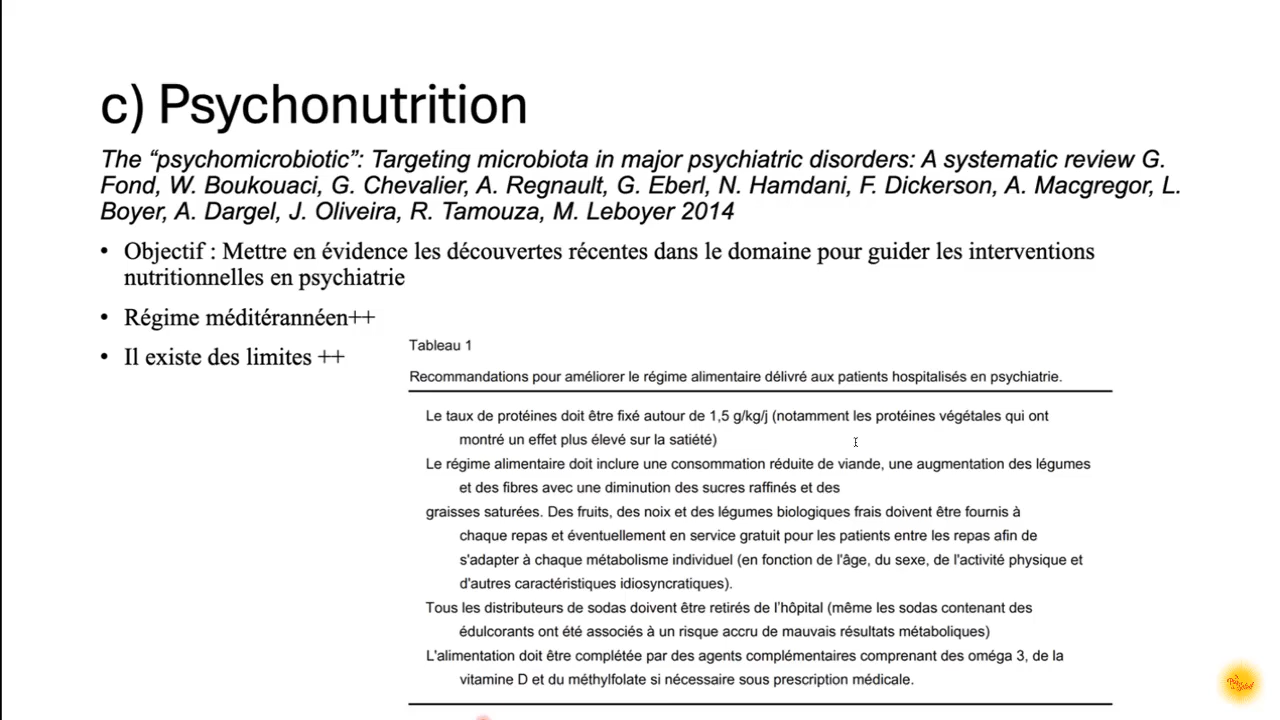 c) Psychonutrition
The “psychomicrobiotic”: Targeting microbiota in major psychiatric disorders: A systematic review G.
Fond, W. Boukouaci, G. Chevalier, A. Regnault, G. Eberl, N. Hamdani, F. Dickerson, A. Macgregor, L.
Boyer, A. Dargel, J. Oliveira, R. Tamouza, M. Leboyer 2014
• Objectif : Mettre en évidence les découvertes récentes dans le domaine pour guider les interventions
nutritionnelles en psychiatrie
• Régime méditérannéen++
• Il existe des limites ++
Tableau 1
Recommandations pour améliorer le régime alimentaire délivré aux patients hospitalisés en psychiatrie.
Le taux de protéines doit être fixé autour de 1,5 g/kg/j (notamment les protéines végétales qui ont
montré un effet plus élevé sur la satiété)
Le régime alimentaire doit inclure une consommation réduite de viande, une augmentation des légumes
et des fibres avec une diminution des sucres raffinés et des
graisses saturées. Des fruits, des noix et des légumes biologiques frais doivent être fournis à
chaque repas et éventuellement en service gratuit pour les patients entre les repas afin de
s'adapter à chaque métabolisme individuel (en fonction de l'âge, du sexe, de l'activité physique et
d'autres caractéristiques idiosyncratiques).
Tous les distributeurs de sodas doivent être retirés de l’hôpital (même les sodas contenant des
édulcorants ont été associés à un risque accru de mauvais résultats métaboliques)
L'alimentation doit être complétée par des agents complémentaires comprenant des oméga 3, de la
vitamine D et du méthylfolate si nécessaire sous prescription médicale.